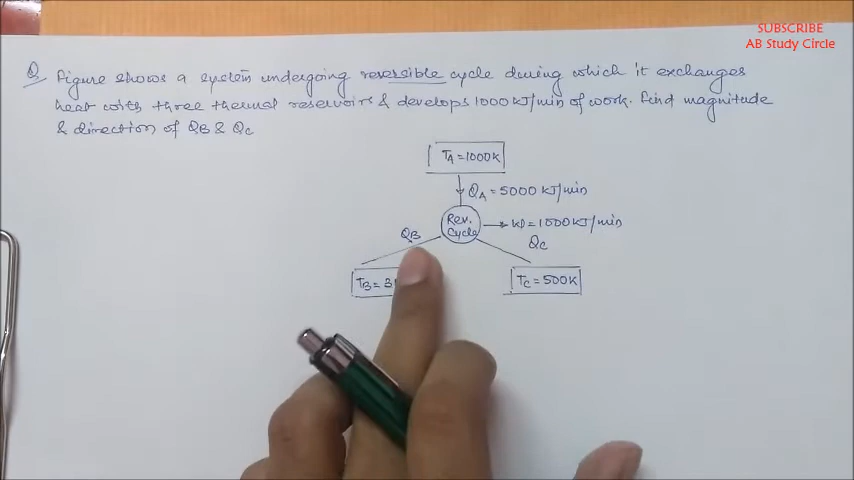 SUBSCRIBE
AB Study Circle
Q Figure shows a system undergoing reversible cycle during which it exchanges
heat with three thermal reservoirs & develops 1000 KJ/min of work. Find magnitude
& direction of QB & QC
TA = 1000K
QA = 5000 KJ/min
Rev. Cycle
W = 1000 KJ/min
QB
QC
TB = 3
TC = 500K